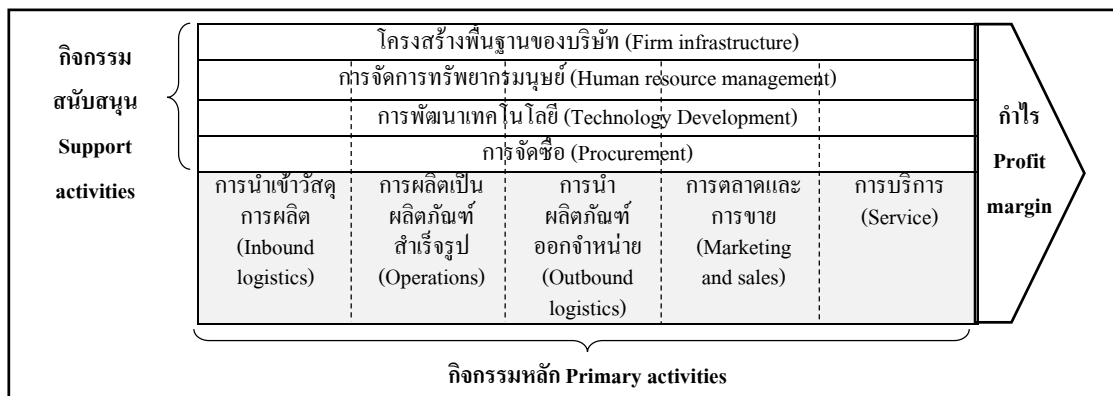 กิจกรรม
สนับสนุน
Support
activities
โครงสร้างพื้นฐานของบริษัท (Firm infrastructure)
การจัดการทรัพยากรมนุษย์ (Human resource management)
การพัฒนาเทคโนโลยี (Technology Development)
การจัดซื้อ (Procurement)
การนำเข้าวัสดุ
การผลิต
(Inbound
logistics)
การผลิตเป็น
ผลิตภัณฑ์
สำเร็จรูป
(Operations)
การนำ
ผลิตภัณฑ์
ออกจำหน่าย
(Outbound
logistics)
การตลาดและ
การขาย
(Marketing
and sales)
การบริการ
(Service)
กำไร
Profit
margin
กิจกรรมหลัก Primary activities